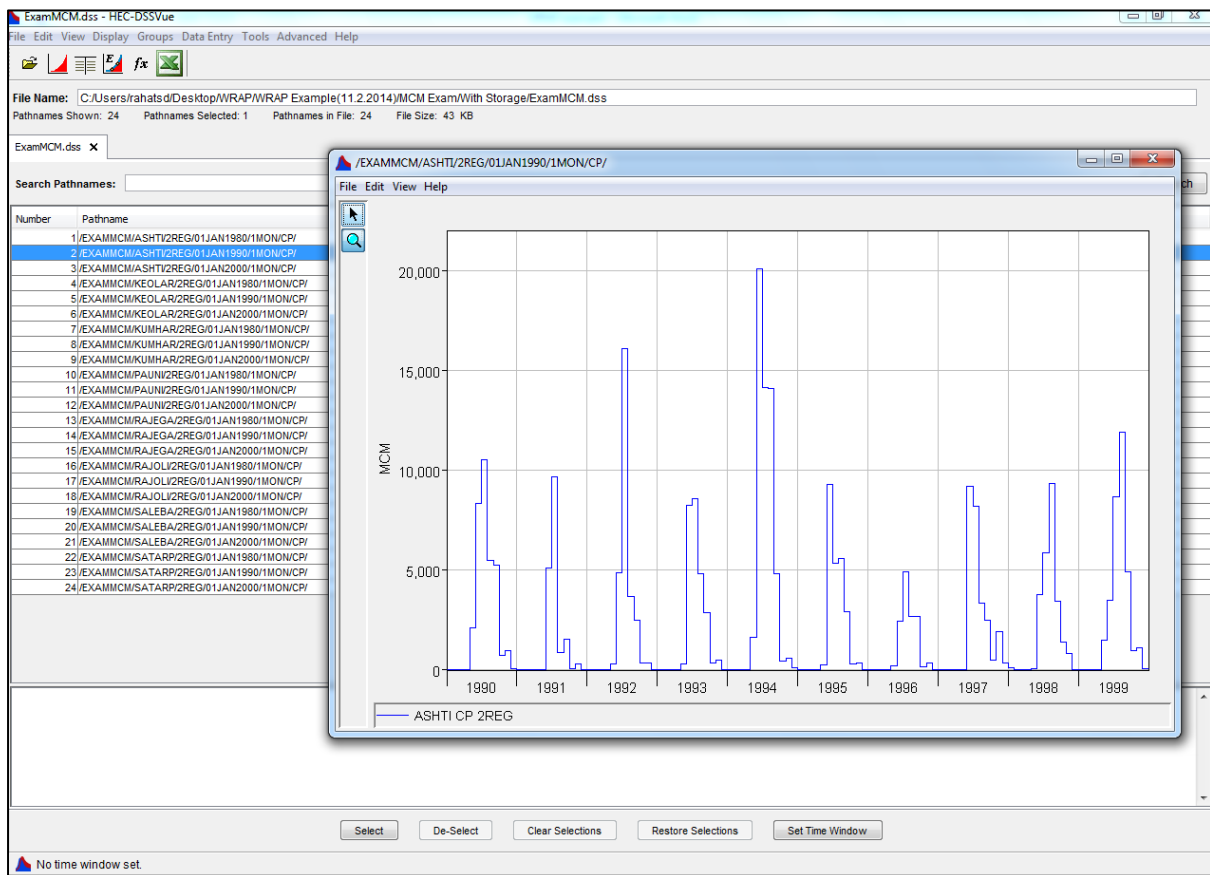 ExamMCM.dss - HEC-DSSVue
File Edit View Display Groups Data Entry Tools Advanced Help
E fx X
File Name: C:/Users/rahatsd/Desktop/WRAP/WRAP Example(11.2.2014)/MCM Exam/With Storage/ExamMCM.dss
Pathnames Shown: 24 Pathnames Selected: 1 Pathnames in File: 24 File Size: 43 KB
ExamMCM.dss X
Search Pathnames:
ch
Number Pathname
1 /EXAMMCM/ASHTI/2REG/01JAN1980/1MON/CP/
2 /EXAMMCM/ASHTI/2REG/01JAN1990/1MON/CP/
3 /EXAMMCM/ASHTI/2REG/01JAN2000/1MON/CP/
4 /EXAMMCM/KEOLAR/2REG/01JAN1980/1MON/CP/
5 /EXAMMCM/KEOLAR/2REG/01JAN1990/1MON/CP/
6 /EXAMMCM/KEOLAR/2REG/01JAN2000/1MON/CP/
7 /EXAMMCM/KUMHAR/2REG/01JAN1980/1MON/CP/
8 /EXAMMCM/KUMHAR/2REG/01JAN1990/1MON/CP/
9 /EXAMMCM/KUMHAR/2REG/01JAN2000/1MON/CP/
10 /EXAMMCM/PAUNI/2REG/01JAN1980/1MON/CP/
11 /EXAMMCM/PAUNI/2REG/01JAN1990/1MON/CP/
12 /EXAMMCM/PAUNI/2REG/01JAN2000/1MON/CP/
13 /EXAMMCM/RAJEGA/2REG/01JAN1980/1MON/CP/
14 /EXAMMCM/RAJEGA/2REG/01JAN1990/1MON/CP/
15 /EXAMMCM/RAJEGA/2REG/01JAN2000/1MON/CP/
16 /EXAMMCM/RAJOLI/2REG/01JAN1980/1MON/CP/
17 /EXAMMCM/RAJOLI/2REG/01JAN1990/1MON/CP/
18 /EXAMMCM/RAJOLI/2REG/01JAN2000/1MON/CP/
19 /EXAMMCM/SALEBA/2REG/01JAN1980/1MON/CP/
20 /EXAMMCM/SALEBA/2REG/01JAN1990/1MON/CP/
21 /EXAMMCM/SALEBA/2REG/01JAN2000/1MON/CP/
22 /EXAMMCM/SATARP/2REG/01JAN1980/1MON/CP/
23 /EXAMMCM/SATARP/2REG/01JAN1990/1MON/CP/
24 /EXAMMCM/SATARP/2REG/01JAN2000/1MON/CP/
/EXAMMCM/ASHTI/2REG/01JAN1990/1MON/CP/
File Edit View Help
20,000
15,000
10,000
5,000
0
MCM
1990 1991 1992 1993 1994 1995 1996 1997 1998 1999
ASHTI CP 2REG
Select De-Select Clear Selections Restore Selections Set Time Window
No time window set.